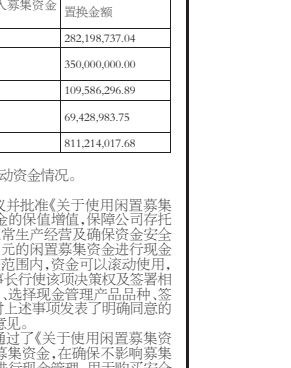 人募集资金 置换金额
282,198,737.04
350,000,000.00
109,586,296.89
69,428,983.75
811,214,017.68
动资金情况。
议并批准《关于使用闲置募集
金的保值增值,保障公司存托
常生产经营及确保资金安全
元的闲置募集资金进行现金
范围内,资金可以滚动使用,
事长行使该项决策权及签署相
、选择现金管理产品品种、签
对上述事项发表了明确同意的
意见。
通过了《关于使用闲置募集资
募集资金,在确保不影响募集
进行现金管理,用于购买安全